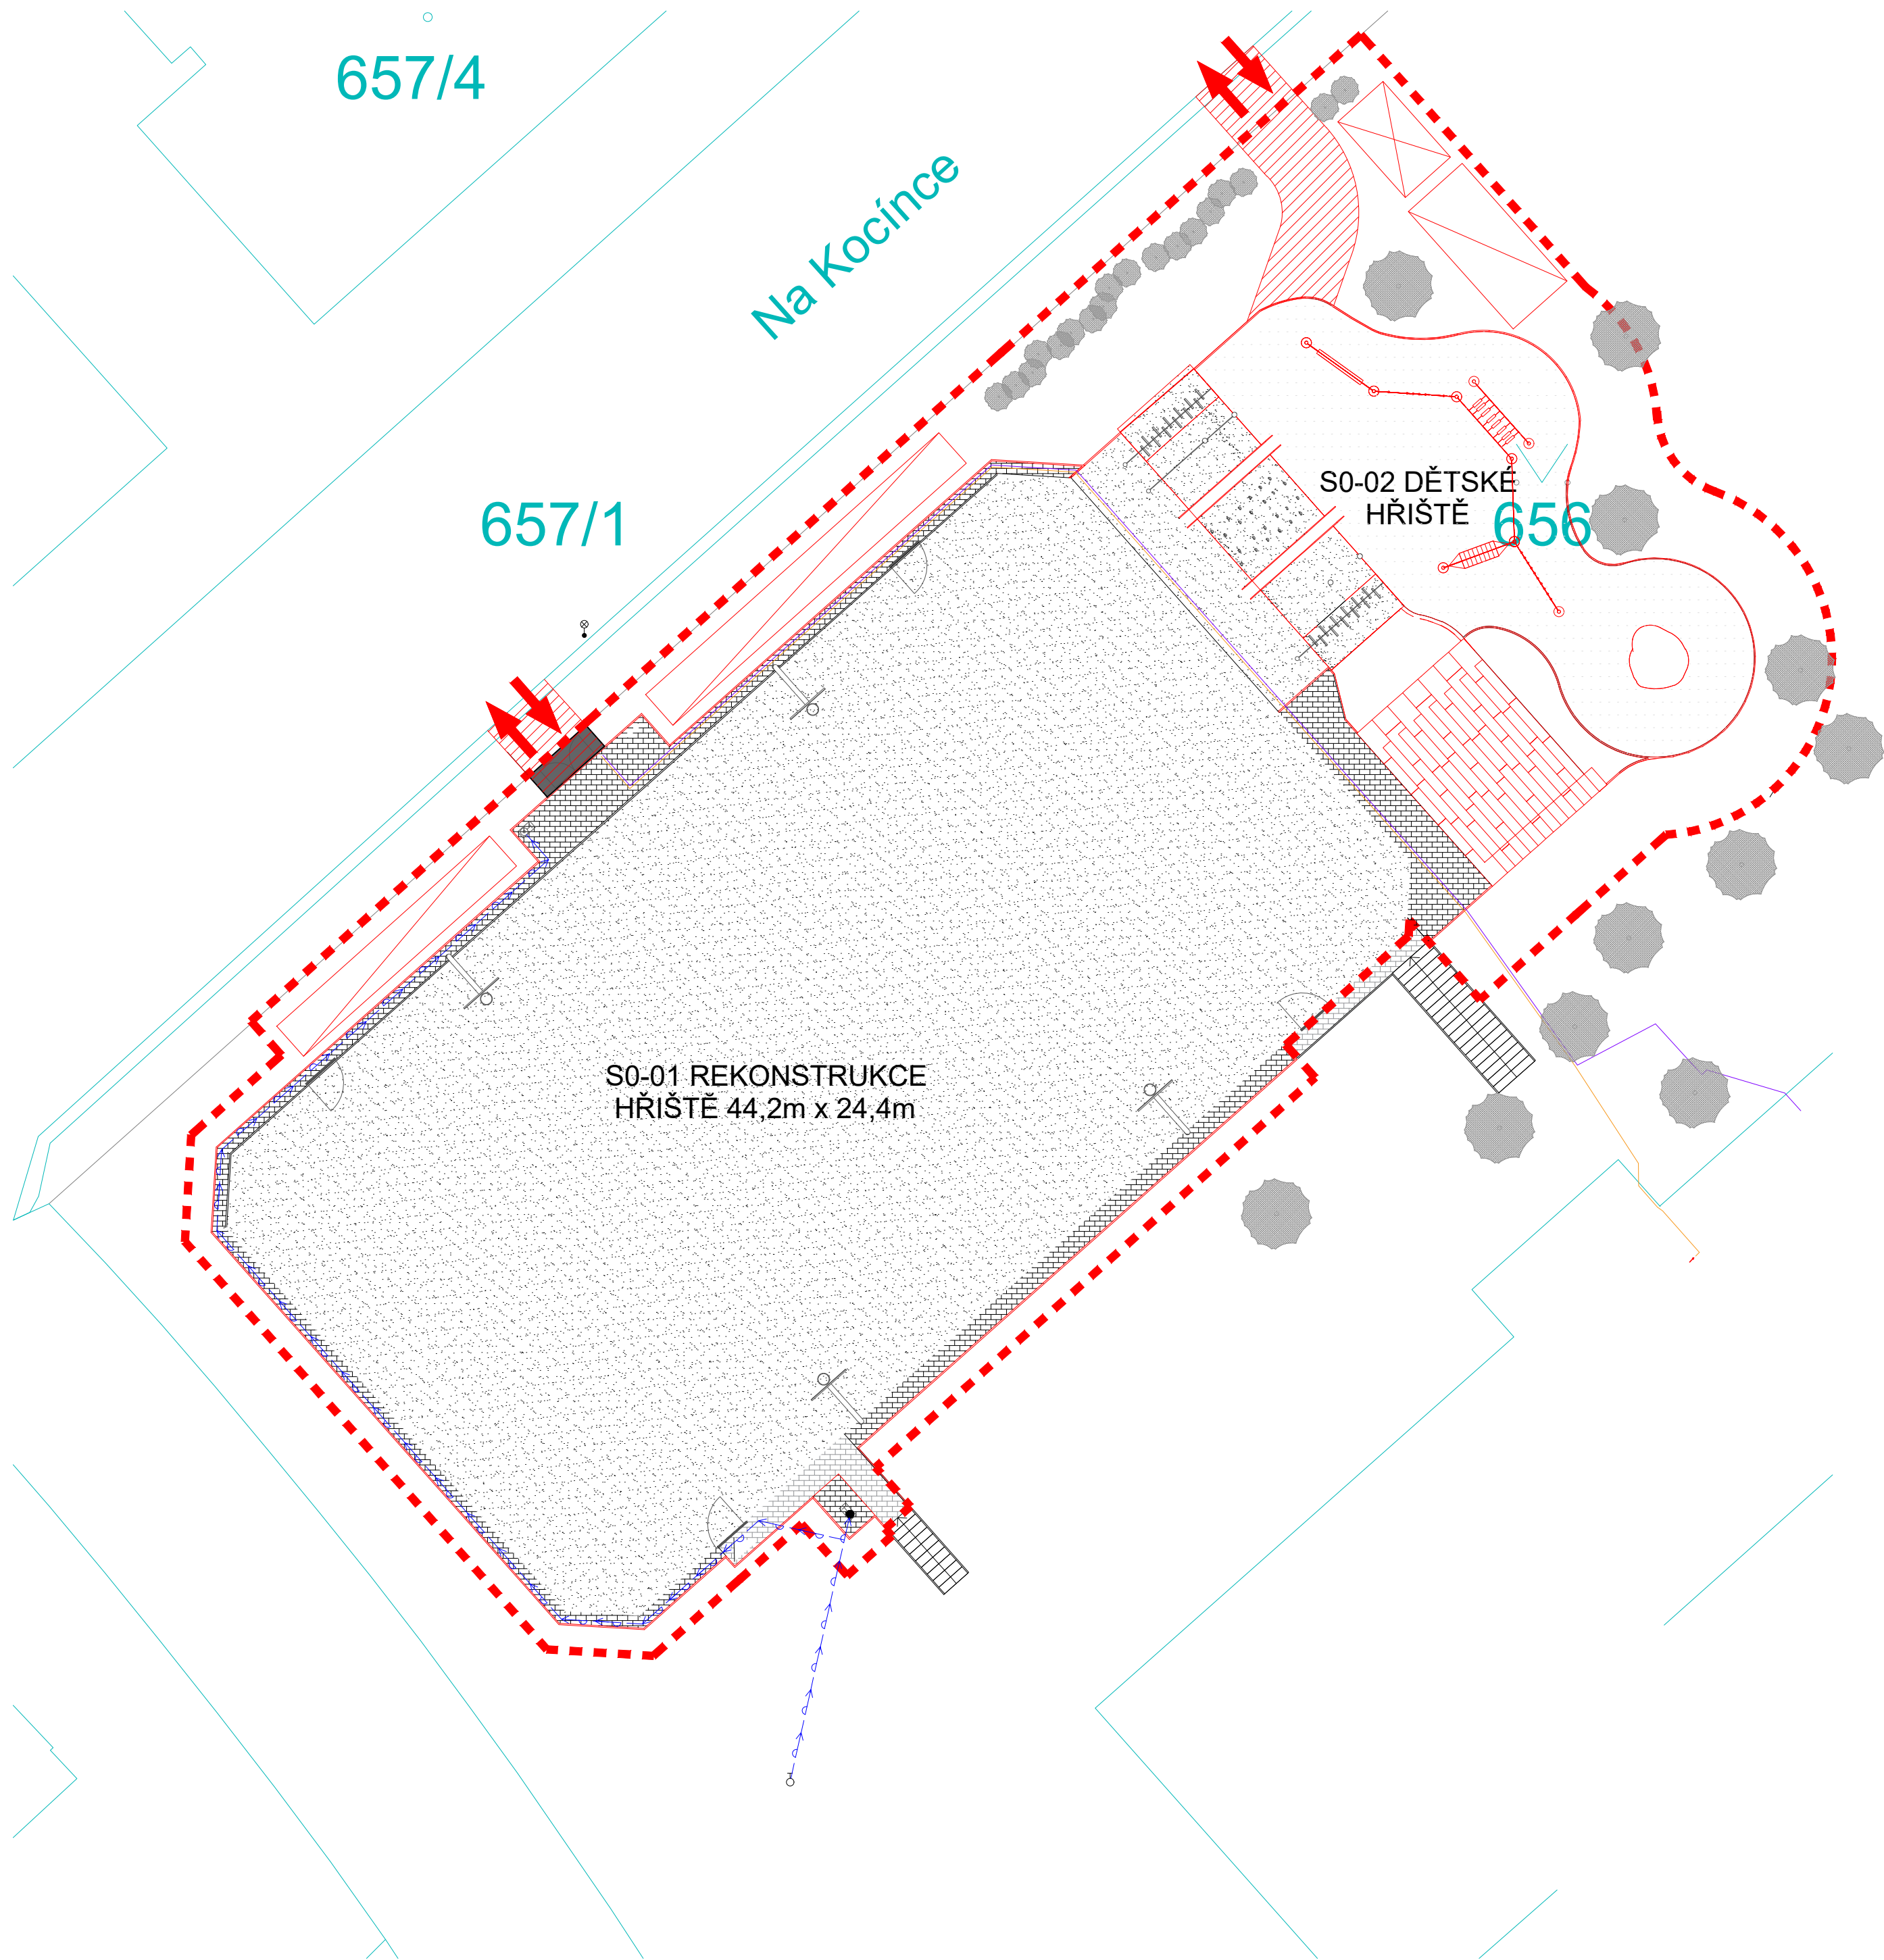 657/4
Na Kocínce
657/1
S0-02 DĚTSKÉ
HŘIŠTĚ
656
S0-01 REKONSTRUKCE
HŘIŠTĚ 44,2m x 24,4m